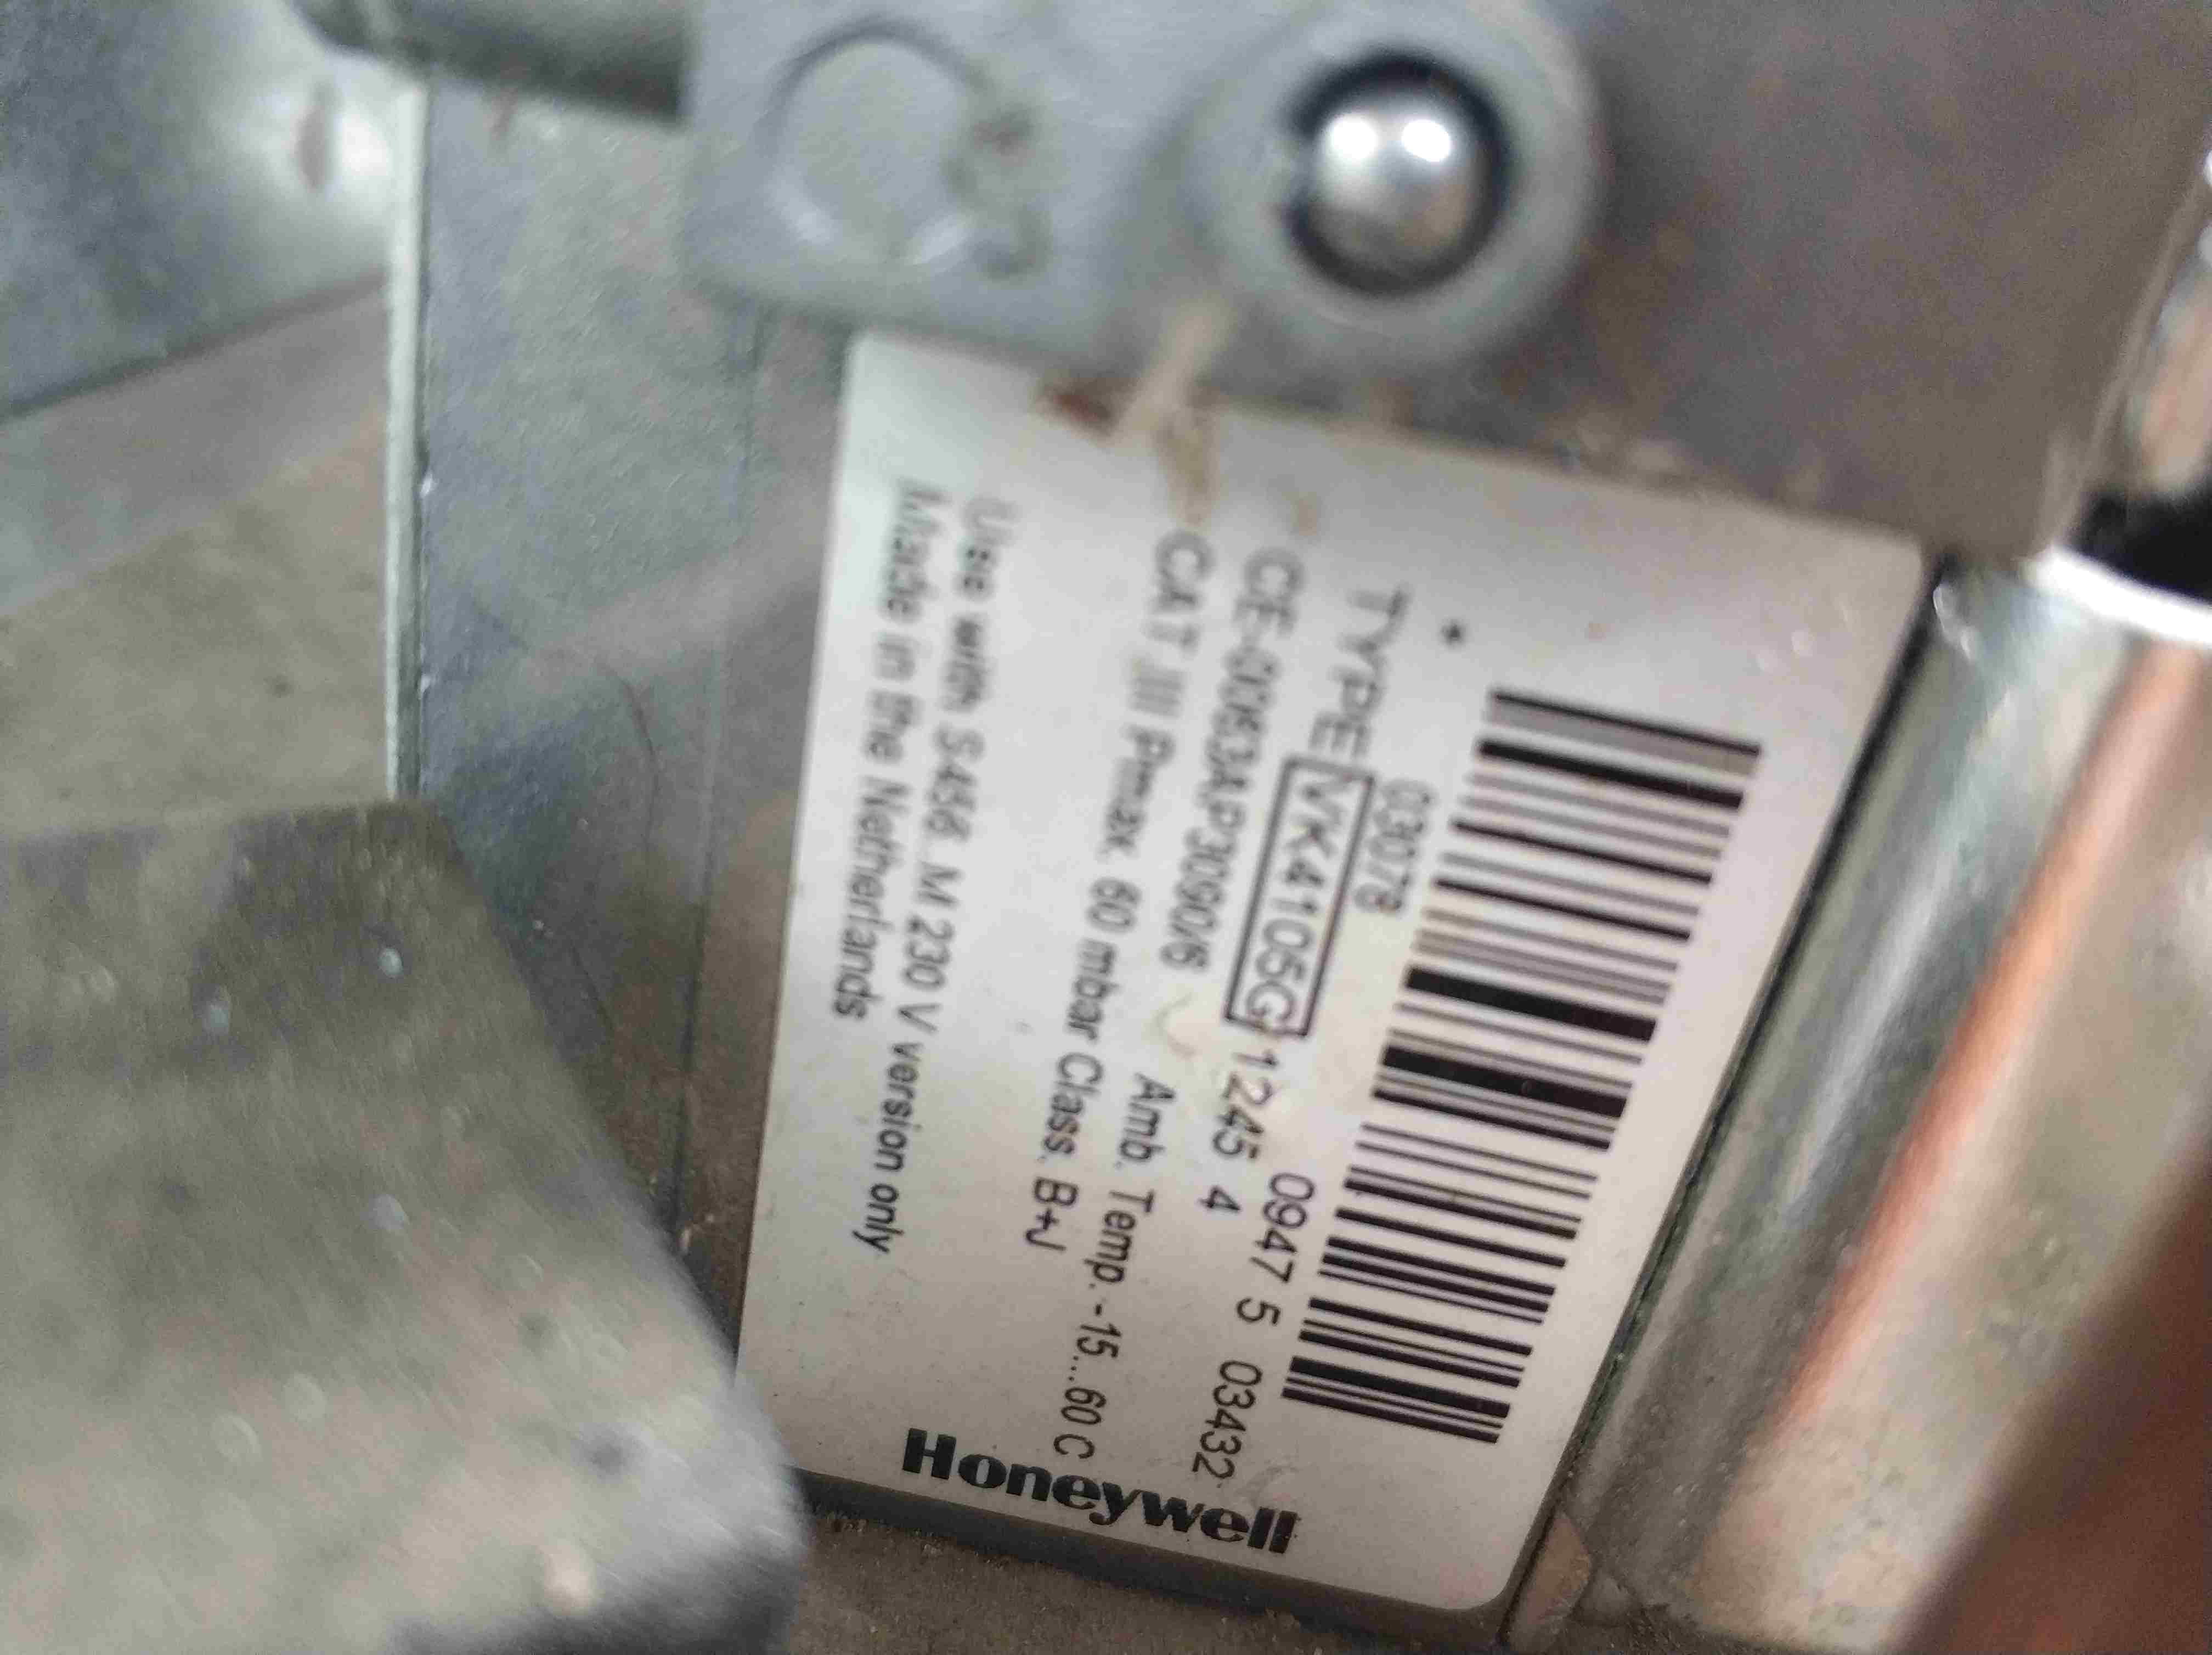 03078 0947 5 03432
TYPE VK4105G 1245 4
CE-0063AP3090/6 Amb. Temp. -15...60 C
CAT III Pmax. 60 mbar Class. B+J
Use with S456..M 230 V version only
Made in the Netherlands
Honeywell